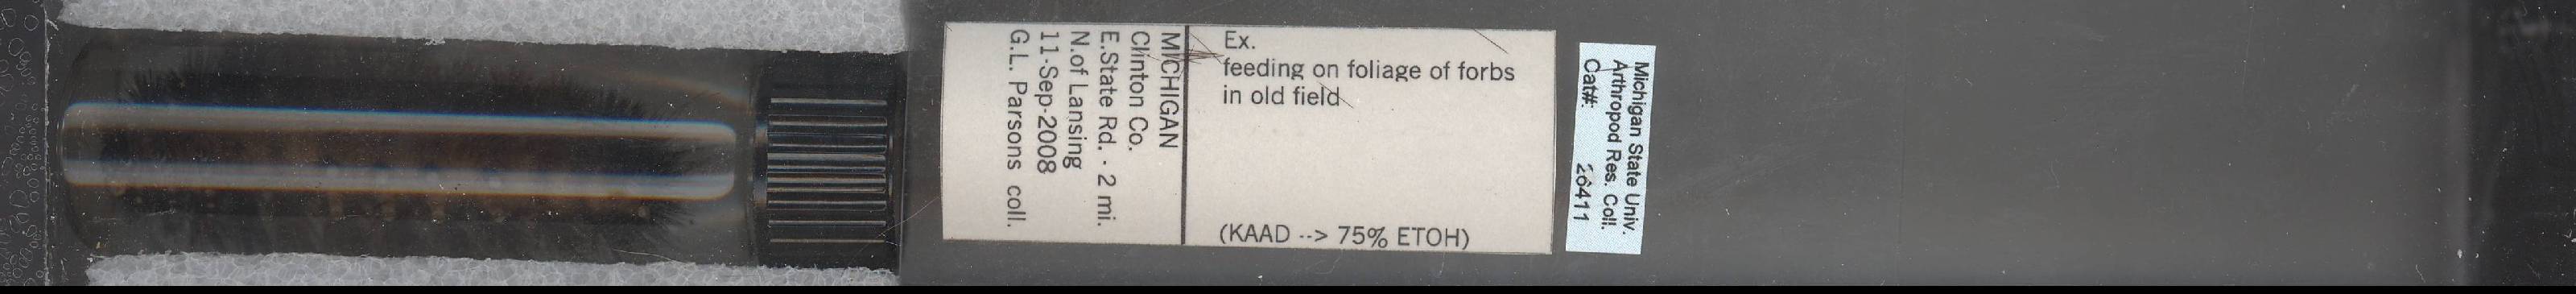 MICHIGAN
Clinton Co.
E.State Rd. - 2 mi.
N.of Lansing
11-Sep-2008
G.L. Parsons coll.
Ex.
feeding on foliage of forbs
in old field
(KAAD --> 75% ETOH)
Michigan State Univ.
Arthropod Res. Coll.
Cat#: 26411